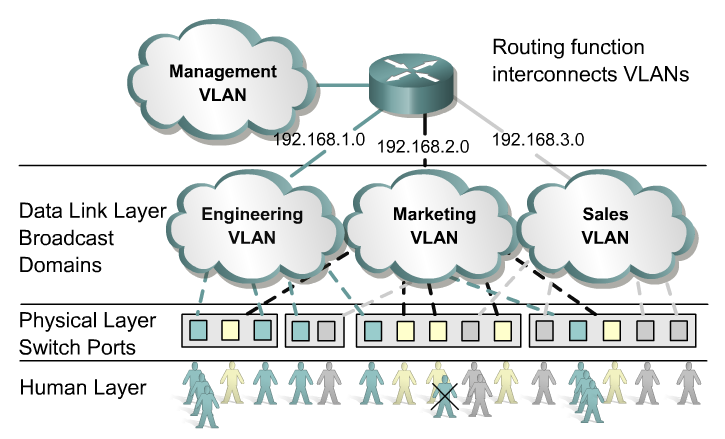 Management
VLAN
Routing function
interconnects VLANs
192.168.1.0
192.168.2.0
192.168.3.0
Data Link Layer
Broadcast
Domains
Engineering
VLAN
Marketing
VLAN
Sales
VLAN
Physical Layer
Switch Ports
Human Layer